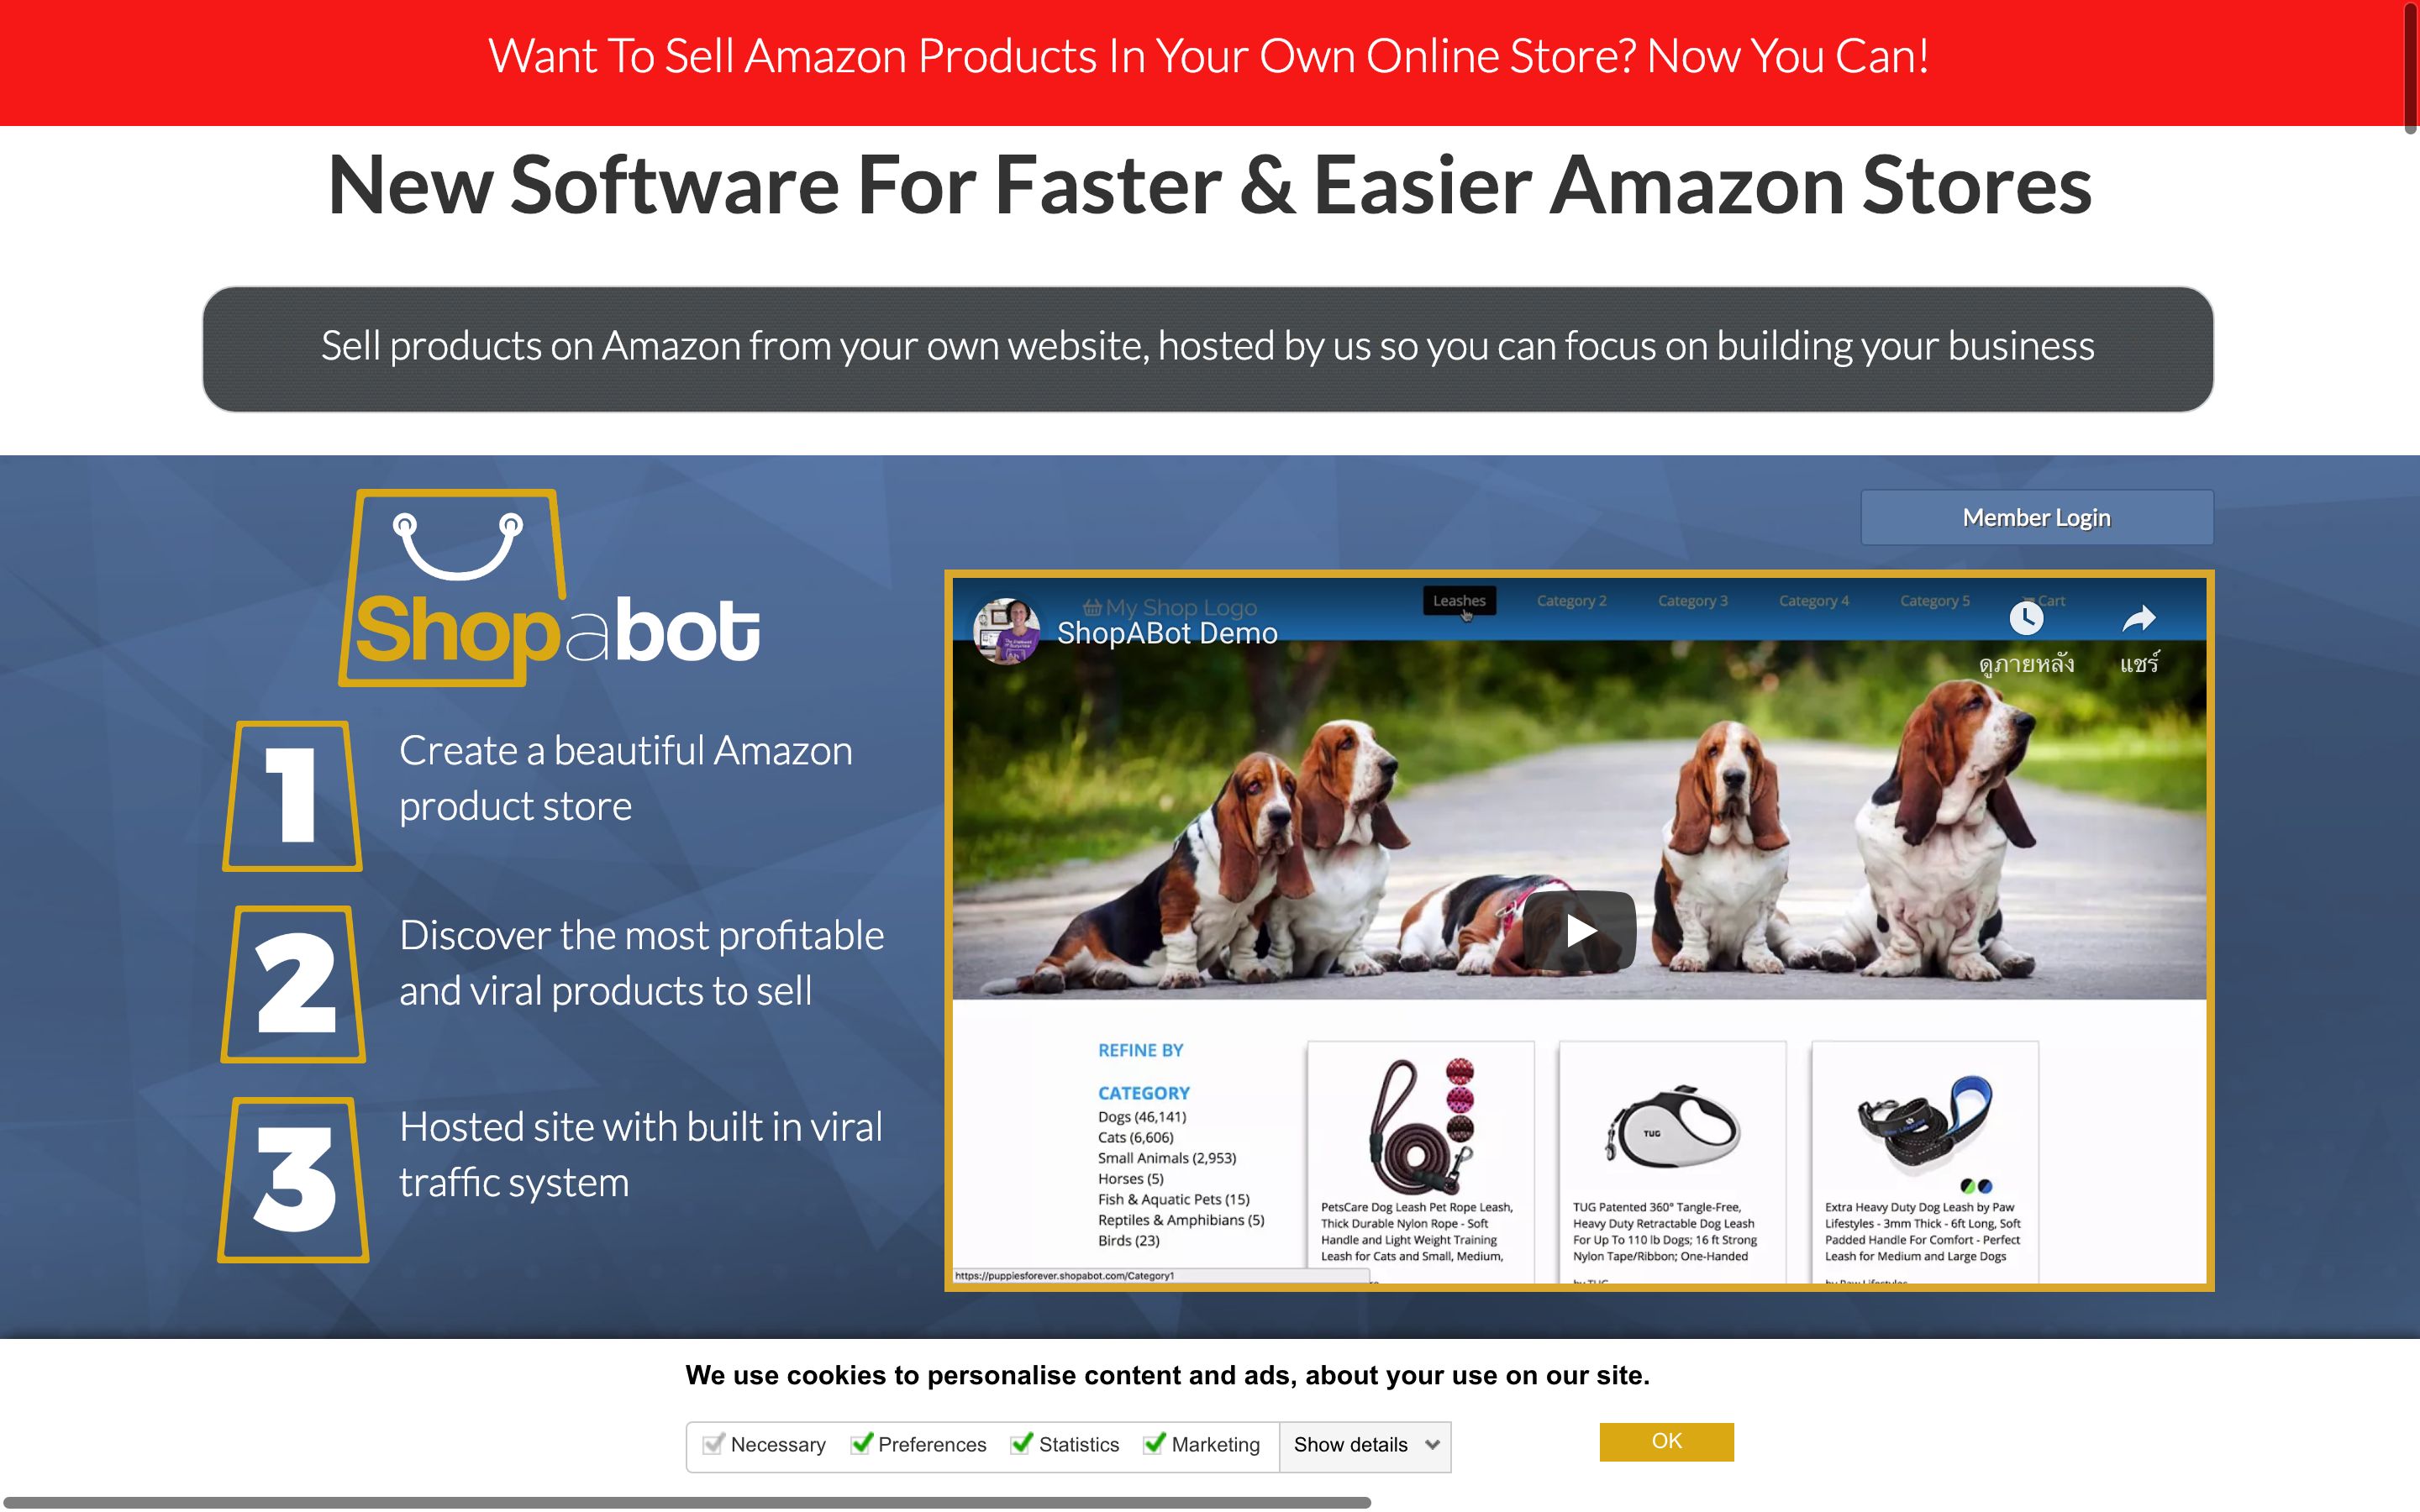 Want To Sell Amazon Products In Your Own Online Store? Now You Can!
New Software For Faster & Easier Amazon Stores
Sell products on Amazon from your own website, hosted by us so you can focus on building your business
Shopabot
Member Login
1
Create a beautiful Amazon
product store
2
Discover the most profitable
and viral products to sell
3
Hosted site with built in viral
traffic system
My Shop Logo
Leashes
Category 2
Category 3
Category 4
Category 5
Cart
ShopABot Demo
ดูภายหลัง
แชร์
REFINE BY
CATEGORY
Dogs (46,141)
Cats (6,606)
Small Animals (2,953)
Horses (5)
Fish & Aquatic Pets (15)
Reptiles & Amphibians (5)
Birds (23)
TUG
PetsCare Dog Leash Pet Rope Leash,
Thick Durable Nylon Rope - Soft
Handle and Light Weight Training
Leash for Cats and Small, Medium,
TUG Patented 360° Tangle-Free,
Heavy Duty Retractable Dog Leash
For Up To 110 lb Dogs; 16 ft Strong
Nylon Tape/Ribbon; One-Handed
by TUG
Extra Heavy Duty Dog Leash by Paw
Lifestyles - 3mm Thick - 6ft Long, Soft
Padded Handle For Comfort - Perfect
Leash for Medium and Large Dogs
by Paw Lifestyles
https://puppiesforever.shopabot.com/Category1
We use cookies to personalise content and ads, about your use on our site.
Necessary
Preferences
Statistics
Marketing
Show details
OK